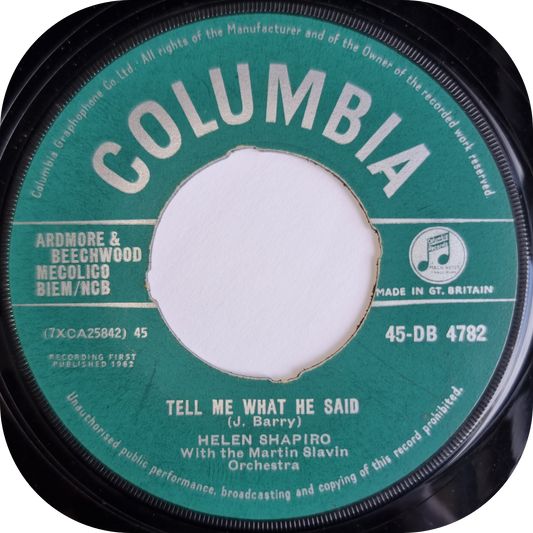 Columbia Graphophone Co. Ltd · All rights of the Manufacturer and of the Owner of the recorded work reserved.
COLUMBIA
ARDMORE &
BEECHWOOD
MECOLICO
BIEM/NCB
Columbia
Records
MADE IN GT. BRITAIN
(7XCA25842) 45
45-DB 4782
RECORDING FIRST
PUBLISHED 1962
TELL ME WHAT HE SAID
(J. Barry)
HELEN SHAPIRO
With the Martin Slavin
Orchestra
Unauthorised public performance, broadcasting and copying of this record prohibited.